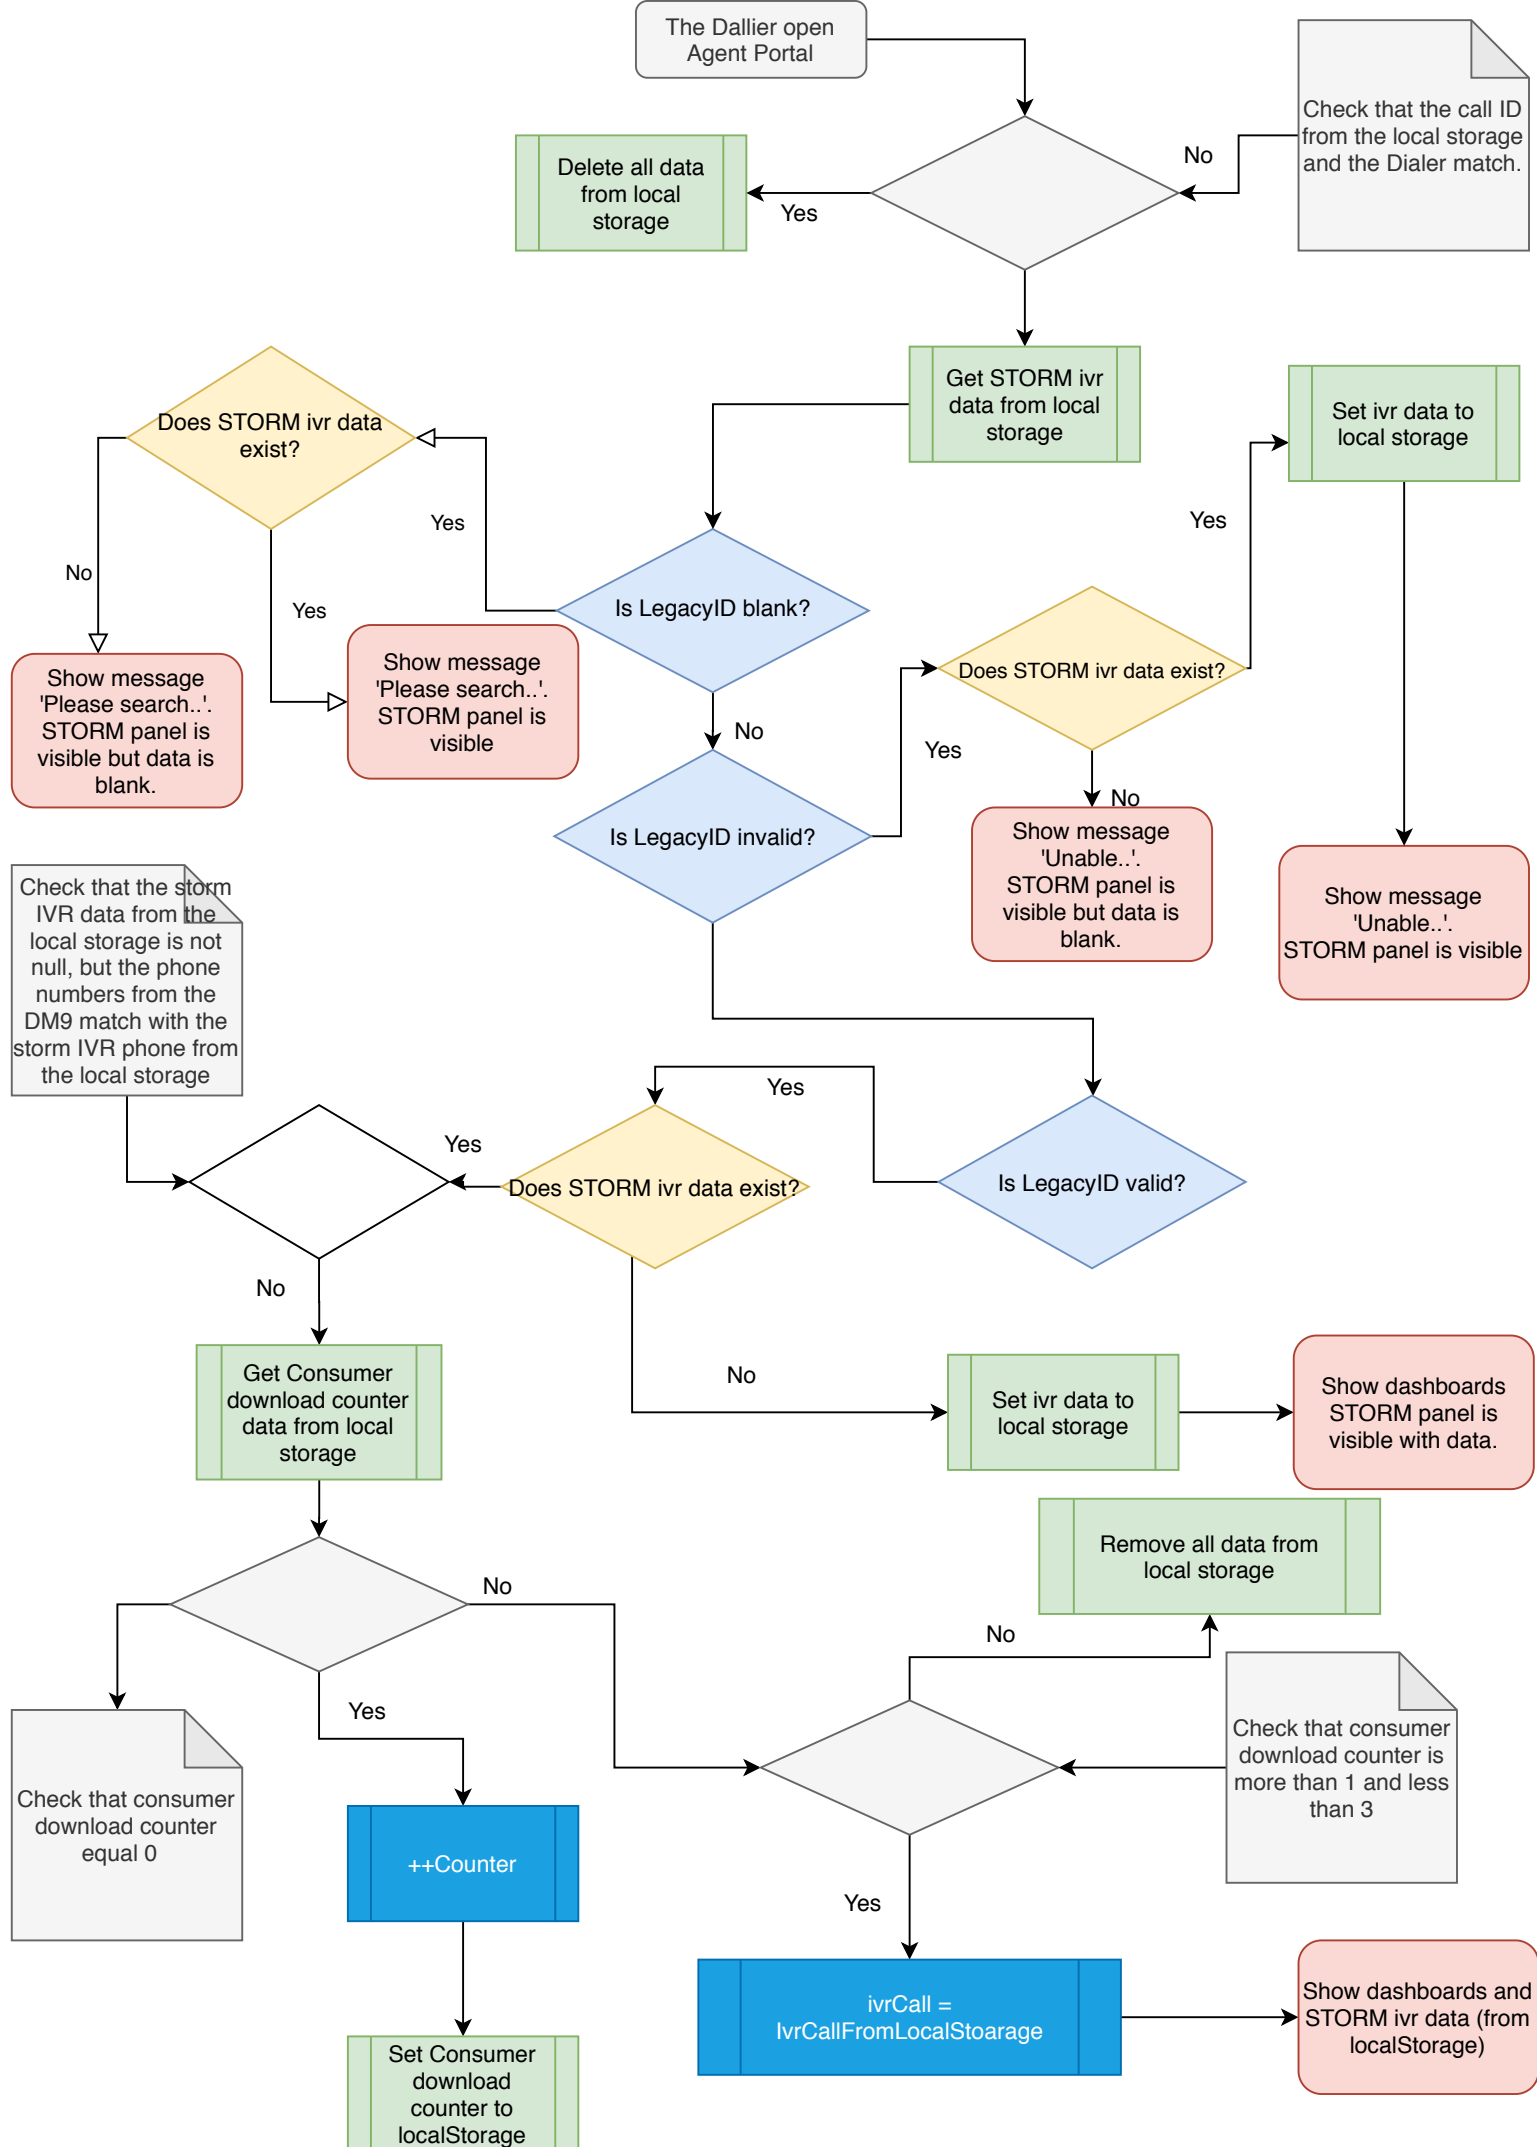 The Dallier open
Agent Portal
Check that the call ID
from the local storage
and the Dialer match.
No
Yes
Delete all data
from local
storage
Get STORM ivr
data from local
storage
Set ivr data to
local storage
Does STORM ivr data
exist?
Yes
Yes
No
Yes
Is LegacyID blank?
Show message
'Please search..'.
STORM panel is
visible but data is
blank.
Show message
'Please search..'.
STORM panel is
visible
Does STORM ivr data exist?
No
Yes
No
Is LegacyID invalid?
Show message
'Unable..'.
STORM panel is
visible but data is
blank.
Show message
'Unable..'.
STORM panel is visible
Check that the storm
IVR data from the
local storage is not
null, but the phone
numbers from the
DM9 match with the
storm IVR phone from
the local storage
Yes
Yes
Does STORM ivr data exist?
Is LegacyID valid?
No
Get Consumer
download counter
data from local
storage
No
Set ivr data to
local storage
Show dashboards
STORM panel is
visible with data.
Remove all data from
local storage
No
No
Yes
Check that consumer
download counter is
more than 1 and less
than 3
Check that consumer
download counter
equal 0
++Counter
Yes
ivrCall =
IvrCallFromLocalStoarage
Show dashboards and
STORM ivr data (from
localStorage)
Set Consumer
download
counter to
localStorage